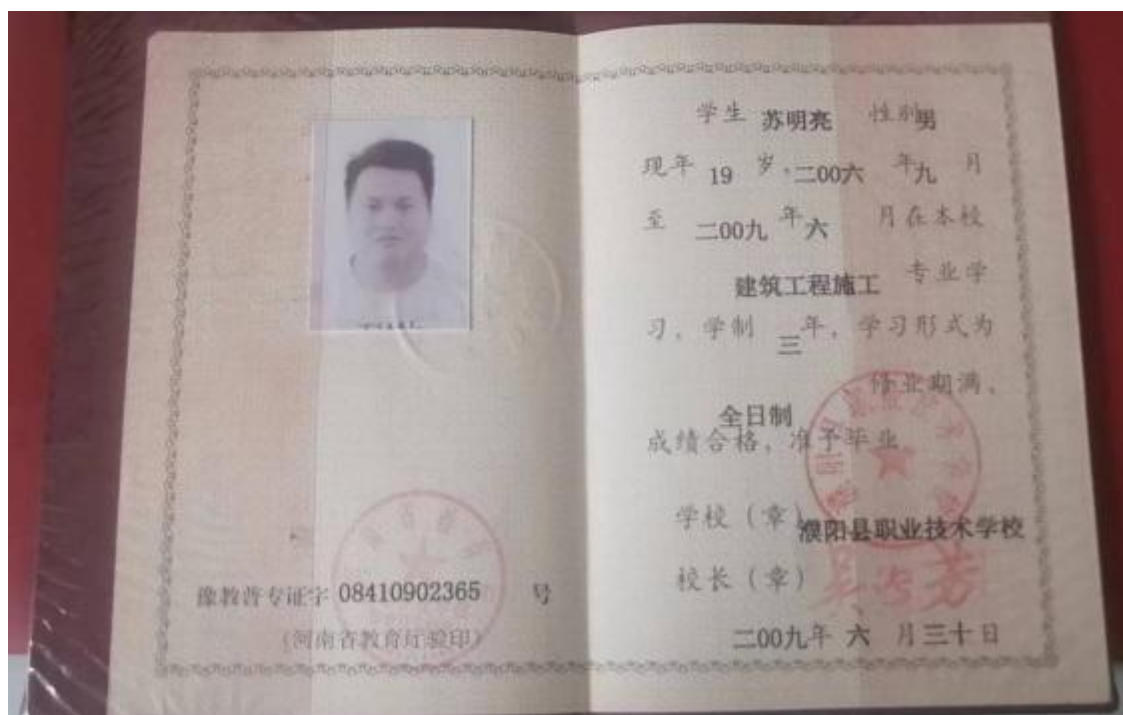 豫教普专证字 08410902365 号
（河南省教育厅验印）
学生 苏明亮 性别男
现年 19 岁，二00六 年九 月
至 二00九 年六 月在本校
建筑工程施工 专业学
习，学制 三年，学习形式为
全日制 修业期满，
成绩合格，准予毕业
学校（章）濮阳县职业技术学校
校长（章）
二00九年 六 月三十日